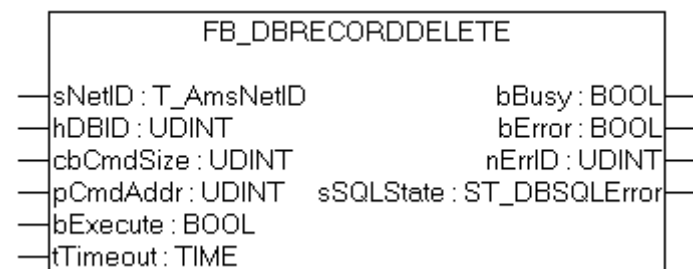 FB_DBRECORDDELETE
sNetID : T_AmsNetID bBusy : BOOL
hDBID : UDINT bError : BOOL
cbCmdSize : UDINT nErrID : UDINT
pCmdAddr : UDINT sSQLState : ST_DBSQLError
bExecute : BOOL
tTimeout : TIME